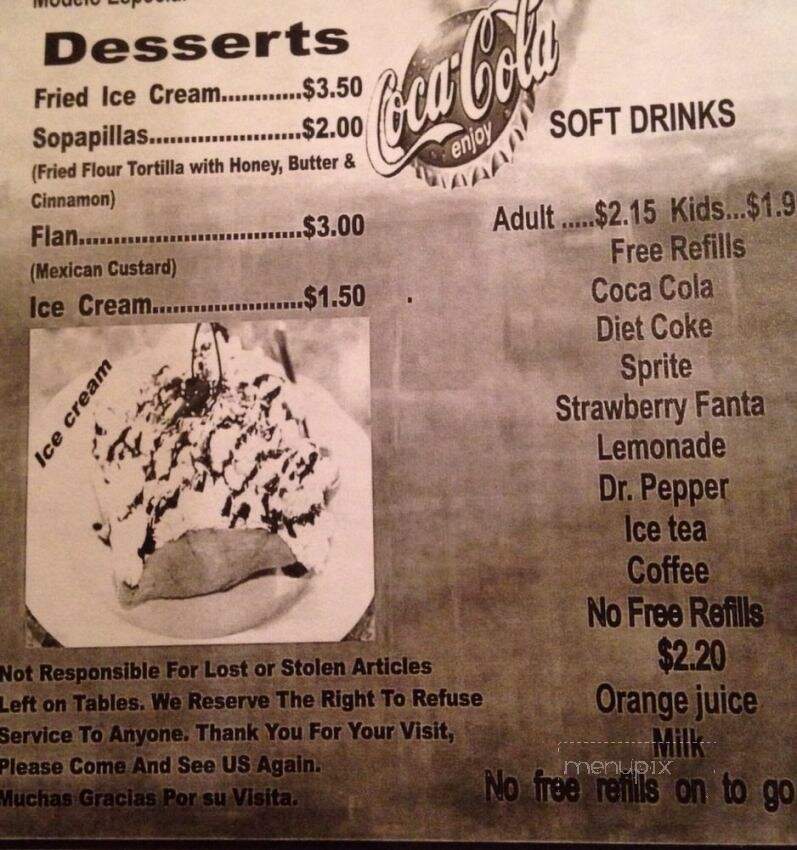 Modelo
Desserts
Fried Ice Cream............$3.50
Sopapillas......................$2.00
(Fried Flour Tortilla with Honey, Butter &
Cinnamon)
Flan................................$3.00
(Mexican Custard)
Ice Cream......................$1.50
Ice cream
Not Responsible For Lost or Stolen Articles
Left on Tables. We Reserve The Right To Refuse
Service To Anyone. Thank You For Your Visit,
Please Come And See US Again.
Muchas Gracias Por su Visita.
Coca-Cola
enjoy
SOFT DRINKS
Adult .....$2.15 Kids...$1.9
Free Refills
Coca Cola
Diet Coke
Sprite
Strawberry Fanta
Lemonade
Dr. Pepper
Ice tea
Coffee
No Free Refills
$2.20
Orange juice
Milk
menupix
No free refills on to go